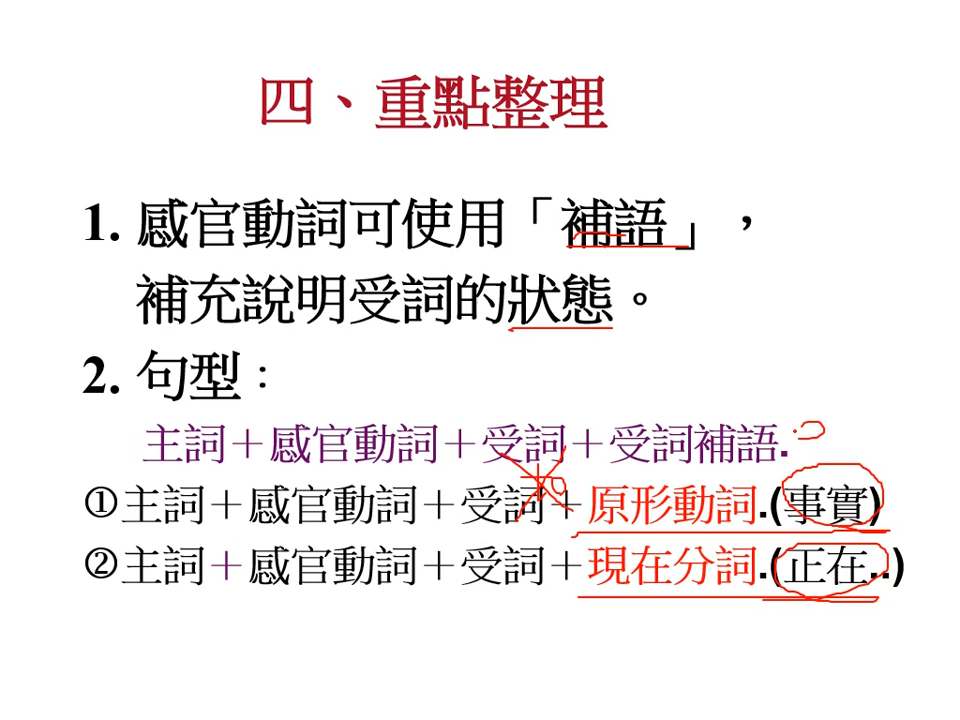 四、重點整理
1. 感官動詞可使用「補語」，
補充說明受詞的狀態。
2. 句型：
主詞＋感官動詞＋受詞＋受詞補語.
①主詞＋感官動詞＋受詞＋原形動詞.(事實)
②主詞＋感官動詞＋受詞＋現在分詞.(正在..)